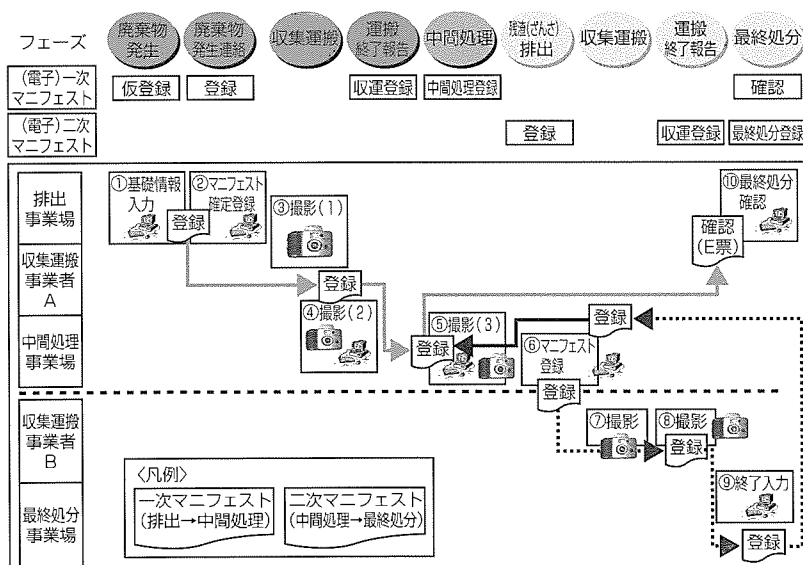 フェーズ
廃棄物
発生
廃棄物
発生連絡
収集運搬
運搬
終了報告
中間処理
残渣(ざんさ)
排出
収集運搬
運搬
終了報告
最終処分
(電子)一次
マニフェスト
仮登録
登録
収運登録
中間処理登録
確認
(電子)二次
マニフェスト
登録
収運登録
最終処分登録
排出
事業場
①基礎情報
入力
登録
②マニフェスト
確定登録
③撮影(1)
⑩最終処分
確認
確認
(E票)
収集運搬
事業者
A
登録
④撮影(2)
中間処理
事業場
登録
⑤撮影(3)
登録
⑥マニフェスト
登録
登録
収集運搬
事業者
B
⑦撮影
⑧撮影
登録
最終処分
事業場
⑨終了入力
登録
〈凡例〉
一次マニフェスト
(排出→中間処理)
二次マニフェスト
(中間処理→最終処分)